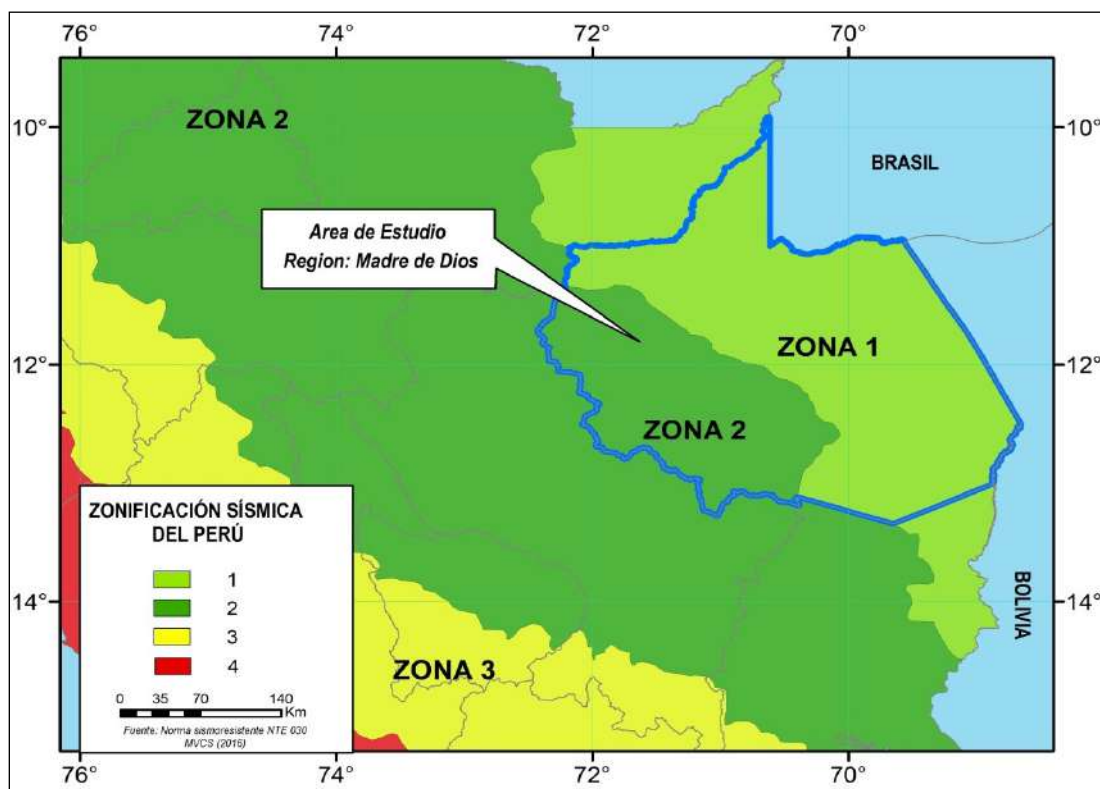 76°
74°
72°
70°
10°
10°
ZONA 2
BRASIL
Area de Estudio
Region: Madre de Dios
ZONA 1
12°
12°
ZONA 2
ZONIFICACIÓN SÍSMICA
DEL PERÚ
1
2
3
4
0 35 70 140
Km
Fuente: Norma sismoresistente NTE 030
MVCS (2016)
14°
14°
BOLIVIA
ZONA 3
76°
74°
72°
70°